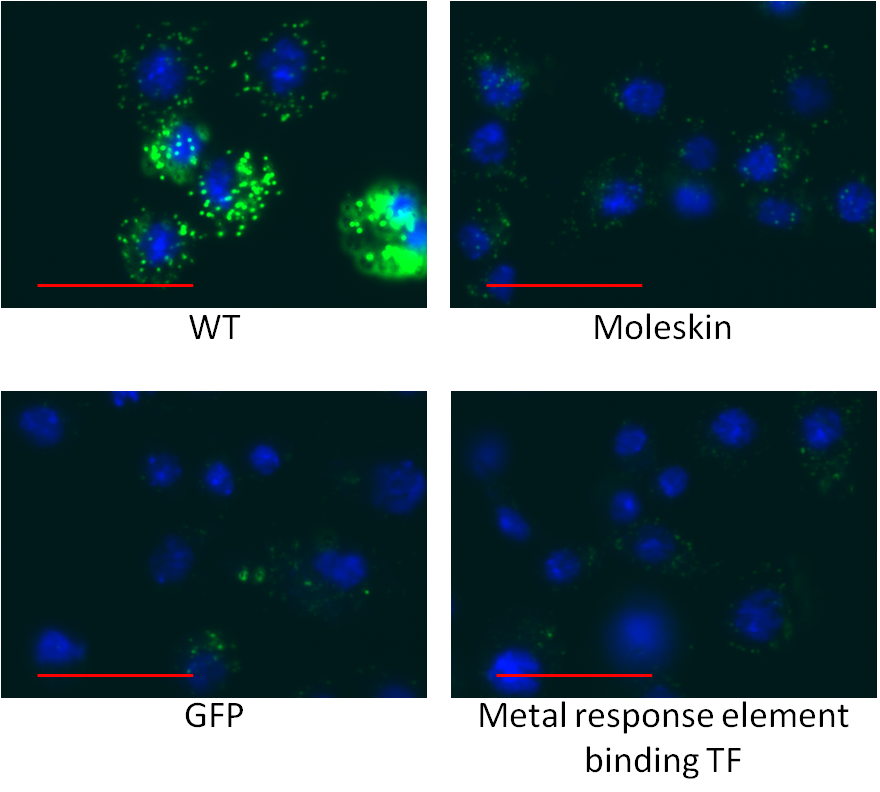 WT
Moleskin
GFP
Metal response element
binding TF